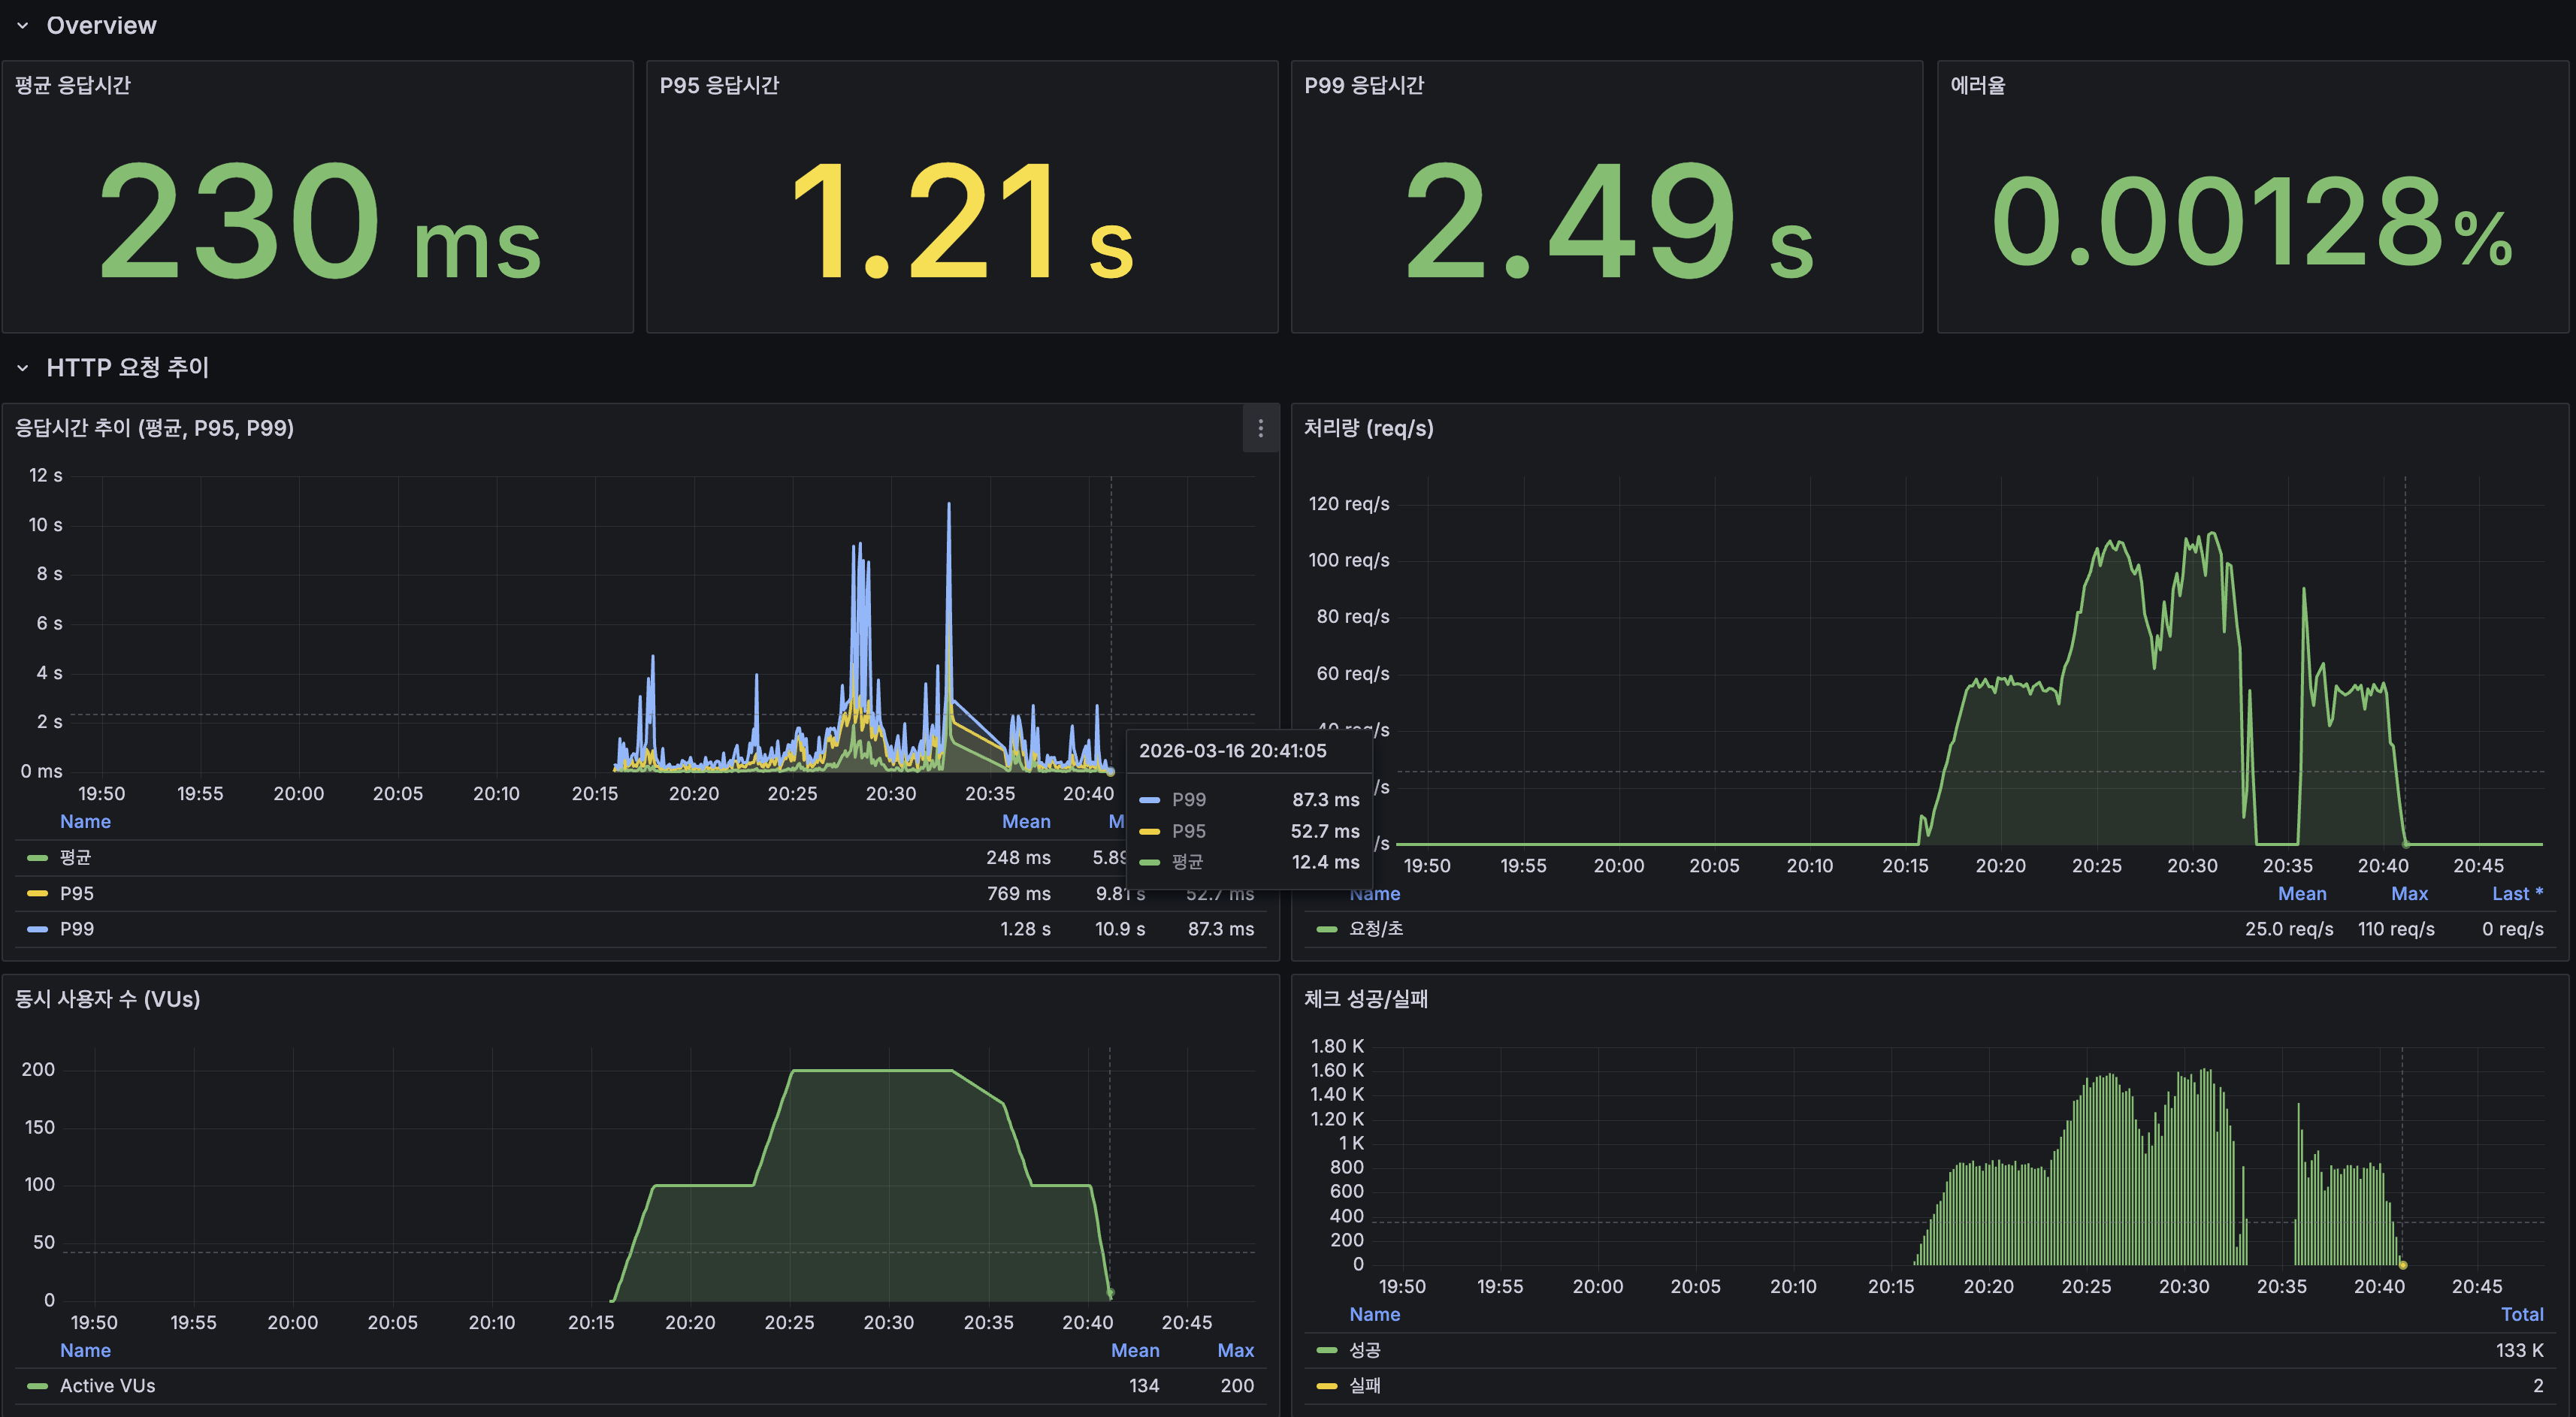 Overview
평균 응답시간
230 ms
P95 응답시간
1.21 s
P99 응답시간
2.49 s
에러율
0.00128%
HTTP 요청 추이
응답시간 추이 (평균, P95, P99)
12 s
10 s
8 s
6 s
4 s
2 s
0 ms
19:50 19:55 20:00 20:05 20:10 20:15 20:20 20:25 20:30 20:35 20:40
Name Mean
평균 248 ms
P95 769 ms 9.81 s 52.7 ms
P99 1.28 s 10.9 s 87.3 ms
2026-03-16 20:41:05
P99 87.3 ms
P95 52.7 ms
평균 12.4 ms
처리량 (req/s)
120 req/s
100 req/s
80 req/s
60 req/s
19:50 19:55 20:00 20:05 20:10 20:15 20:20 20:25 20:30 20:35 20:40 20:45
Name Mean Max Last *
요청/초 25.0 req/s 110 req/s 0 req/s
동시 사용자 수 (VUs)
200
150
100
50
0
19:50 19:55 20:00 20:05 20:10 20:15 20:20 20:25 20:30 20:35 20:40 20:45
Name Mean Max
Active VUs 134 200
체크 성공/실패
1.80 K
1.60 K
1.40 K
1.20 K
1 K
800
600
400
200
0
19:50 19:55 20:00 20:05 20:10 20:15 20:20 20:25 20:30 20:35 20:40 20:45
Name Total
성공 133 K
실패 2